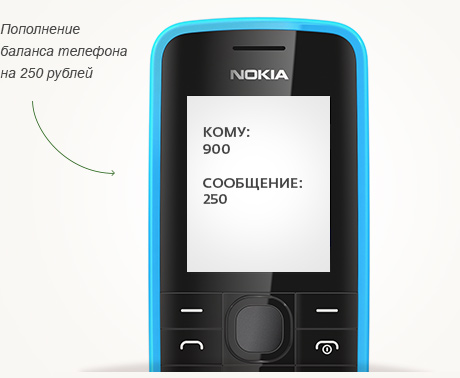 Пополнение
баланса телефона
на 250 рублей
NOKIA
КОМУ:
900
СООБЩЕНИЕ:
250